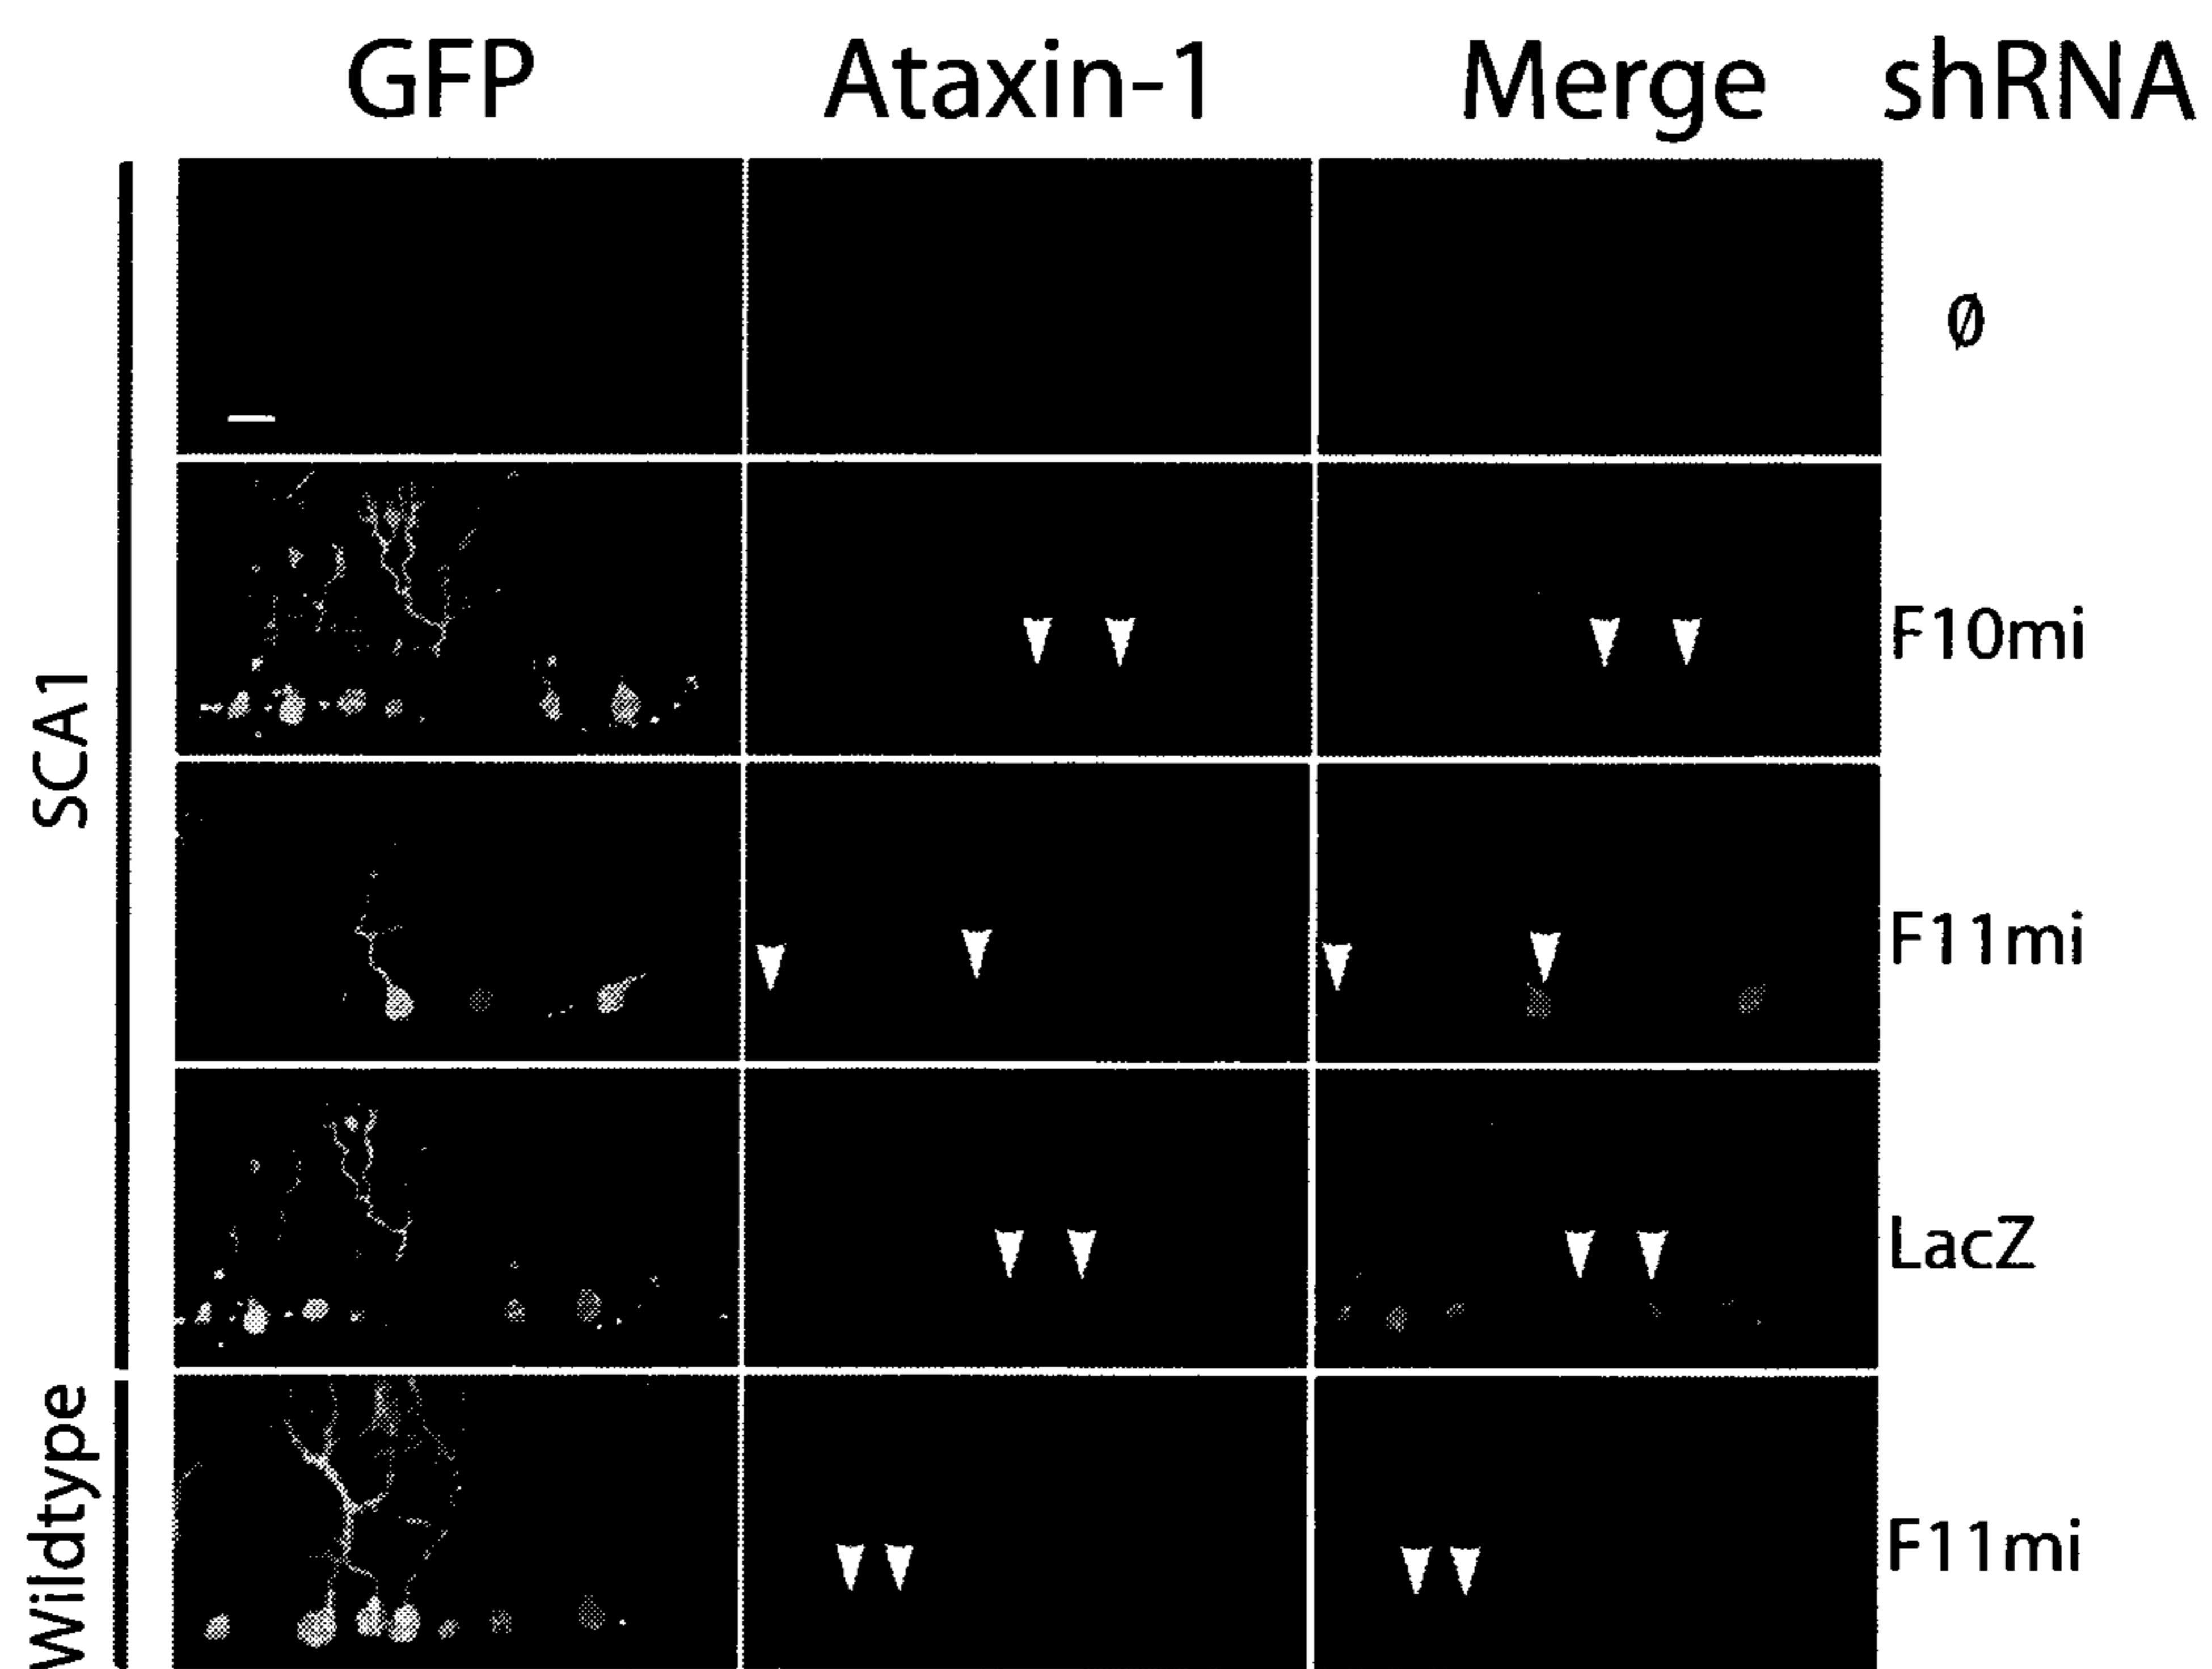 GFP Ataxin-1 Merge shRNA
SCA1
Ø
F10mi
F11mi
LacZ
Wildtype
F11mi